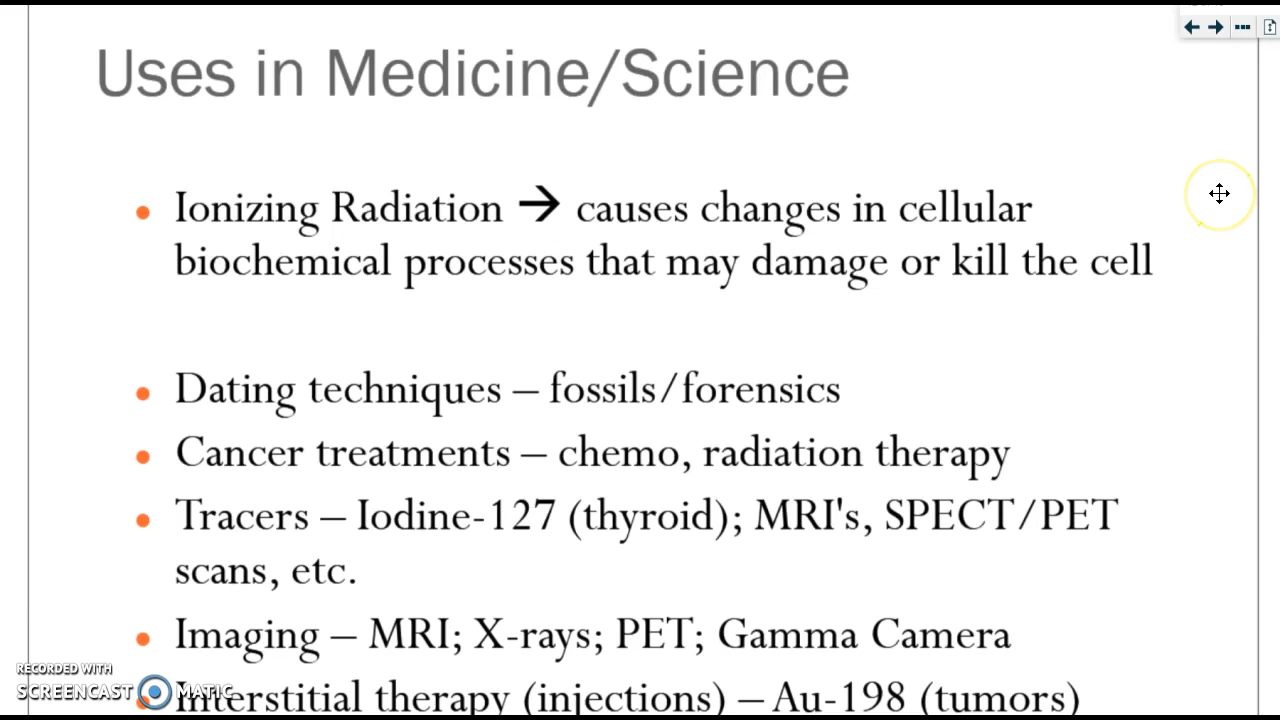 Uses in Medicine/Science
• Ionizing Radiation → causes changes in cellular
biochemical processes that may damage or kill the cell
• Dating techniques – fossils/forensics
• Cancer treatments – chemo, radiation therapy
• Tracers – Iodine-127 (thyroid); MRI's, SPECT/PET
scans, etc.
• Imaging – MRI; X-rays; PET; Gamma Camera
RECORDED WITH
SCREENCAST MATIC
• Interstitial therapy (injections) – Au-198 (tumors)